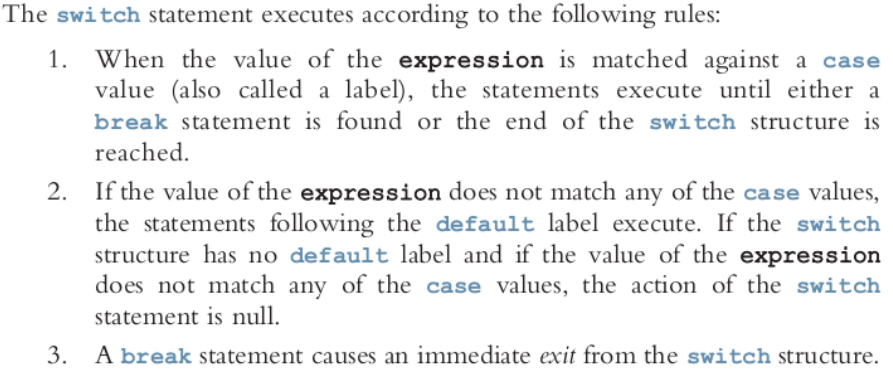 The switch statement executes according to the following rules:
1. When the value of the expression is matched against a case
value (also called a label), the statements execute until either a
break statement is found or the end of the switch structure is
reached.
2. If the value of the expression does not match any of the case values,
the statements following the default label execute. If the switch
structure has no default label and if the value of the expression
does not match any of the case values, the action of the switch
statement is null.
3. A break statement causes an immediate exit from the switch structure.